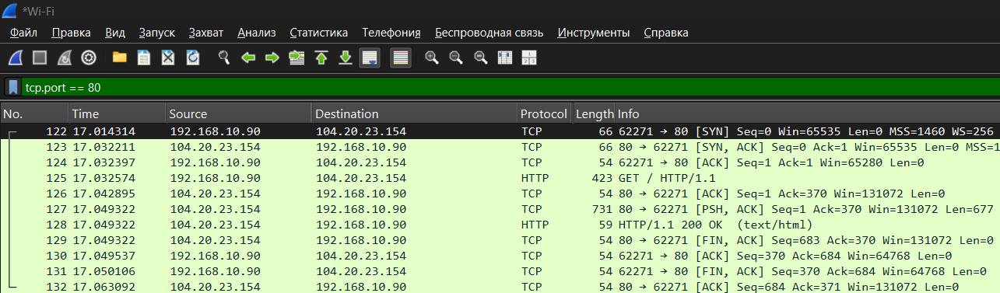 *Wi-Fi
Файл Правка Вид Запуск Захват Анализ Статистика Телефония Беспроводная связь Инструменты Справка
tcp.port == 80
No. Time Source Destination Protocol Length Info
122 17.014314 192.168.10.90 104.20.23.154 TCP 66 62271 → 80 [SYN] Seq=0 Win=65535 Len=0 MSS=1460 WS=256
123 17.032211 104.20.23.154 192.168.10.90 TCP 66 80 → 62271 [SYN, ACK] Seq=0 Ack=1 Win=65535 Len=0 MSS=1
124 17.032397 192.168.10.90 104.20.23.154 TCP 54 62271 → 80 [ACK] Seq=1 Ack=1 Win=65280 Len=0
125 17.032574 192.168.10.90 104.20.23.154 HTTP 423 GET / HTTP/1.1
126 17.042895 104.20.23.154 192.168.10.90 TCP 54 80 → 62271 [ACK] Seq=1 Ack=370 Win=131072 Len=0
127 17.049322 104.20.23.154 192.168.10.90 TCP 731 80 → 62271 [PSH, ACK] Seq=1 Ack=370 Win=131072 Len=677
128 17.049322 104.20.23.154 192.168.10.90 HTTP 59 HTTP/1.1 200 OK (text/html)
129 17.049322 104.20.23.154 192.168.10.90 TCP 54 80 → 62271 [FIN, ACK] Seq=683 Ack=370 Win=131072 Len=0
130 17.049537 192.168.10.90 104.20.23.154 TCP 54 62271 → 80 [ACK] Seq=370 Ack=684 Win=64768 Len=0
131 17.050106 192.168.10.90 104.20.23.154 TCP 54 62271 → 80 [FIN, ACK] Seq=370 Ack=684 Win=64768 Len=0
132 17.063092 104.20.23.154 192.168.10.90 TCP 54 80 → 62271 [ACK] Seq=684 Ack=371 Win=131072 Len=0